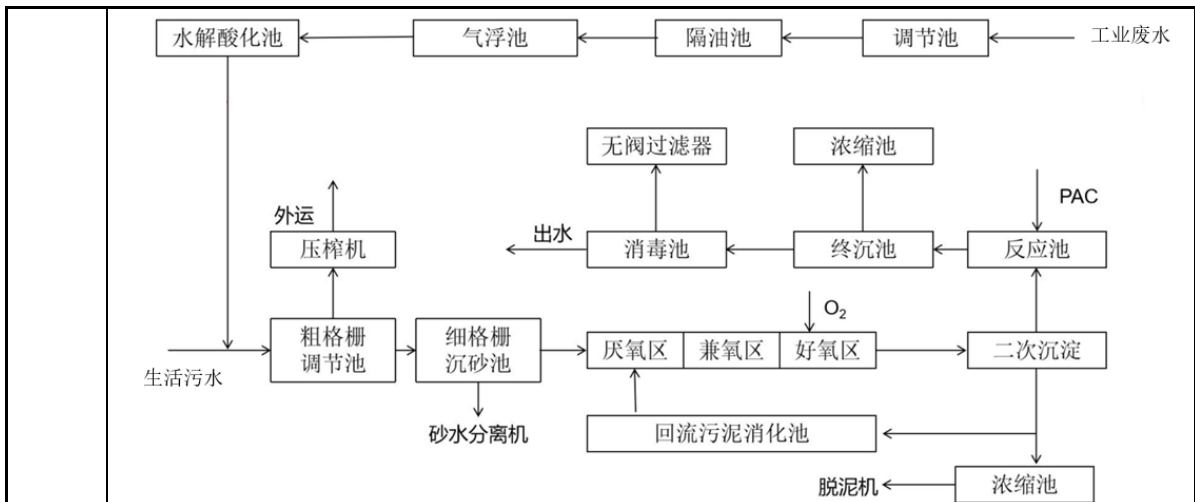 水解酸化池
气浮池
隔油池
调节池
工业废水
无阀过滤器
浓缩池
PAC
外运
压榨机
出水
消毒池
终沉池
反应池
O₂
粗格栅
调节池
细格栅
沉砂池
厌氧区
兼氧区
好氧区
二次沉淀
生活污水
砂水分离机
回流污泥消化池
脱泥机
浓缩池